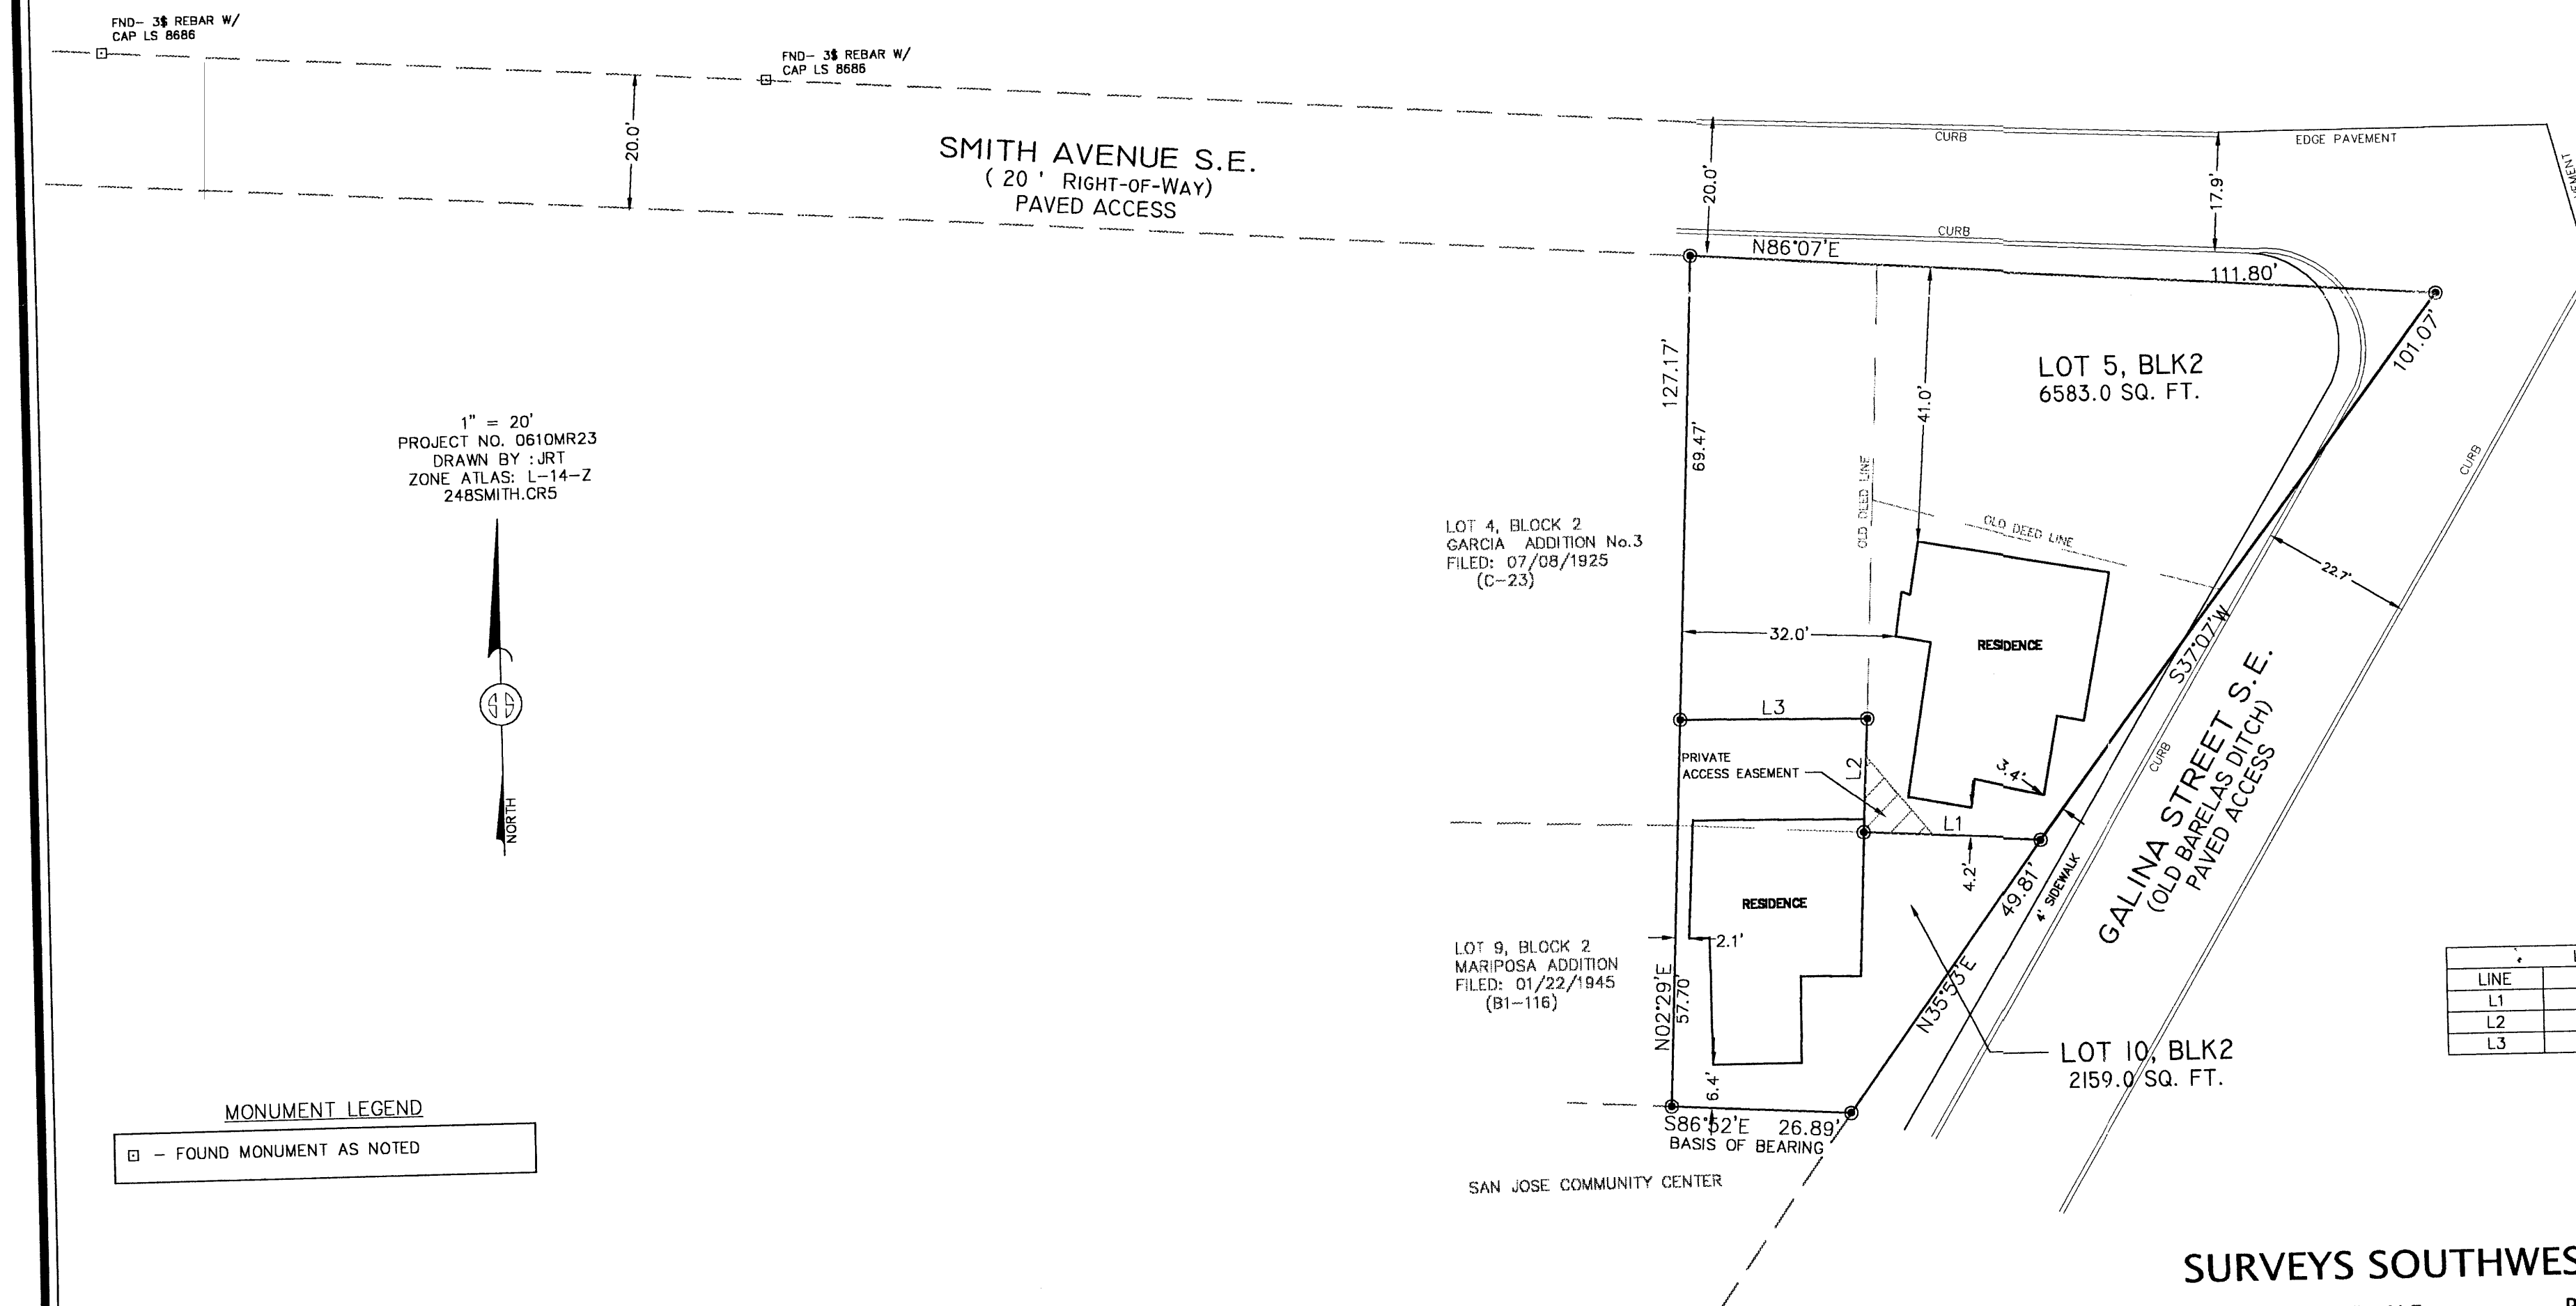 FND- 3$ REBAR W/
CAP LS 8686
FND- 3$ REBAR W/
CAP LS 8686
20.0'
SMITH AVENUE S.E.
( 20 ' RIGHT-OF-WAY)
PAVED ACCESS
CURB
EDGE PAVEMENT
20.0'
17.9'
CURB
N86°07'E
111.80'
1" = 20'
PROJECT NO. 0610MR23
DRAWN BY : JRT
ZONE ATLAS: L-14-Z
248SMITH.CR5
NORTH
127.17'
69.47'
41.0'
LOT 5, BLK2
6583.0 SQ. FT.
101.07'
CURB
OLD DEED LINE
OLD DEED LINE
LOT 4, BLOCK 2
GARCIA ADDITION No.3
FILED: 07/08/1925
(C-23)
22.7'
32.0'
RESIDENCE
S37°07'W
L3
PRIVATE
ACCESS EASEMENT
L2
3.4'
L1
CURB
GALINA STREET S.E.
(OLD BARELAS DITCH)
PAVED ACCESS
4.2'
49.81'
4' SIDEWALK
RESIDENCE
2.1'
LOT 9, BLOCK 2
MARIPOSA ADDITION
FILED: 01/22/1945
(B1-116)
N02°29'E
57.70'
N35°53'E
LINE
L1
L2
L3
LOT 10, BLK2
2159.0 SQ. FT.
6.4'
S86°52'E 26.89'
BASIS OF BEARING
SAN JOSE COMMUNITY CENTER
MONUMENT LEGEND
- FOUND MONUMENT AS NOTED
SURVEYS SOUTHWES